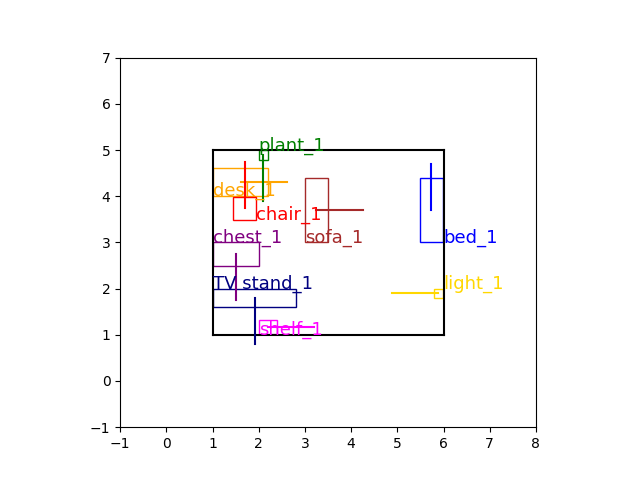 7
6
5
4
3
2
1
0
−1
plant_1
desk_1
chair_1
chest_1
sofa_1
bed_1
TV stand_1
light_1
shelf_1
−1 0 1 2 3 4 5 6 7 8